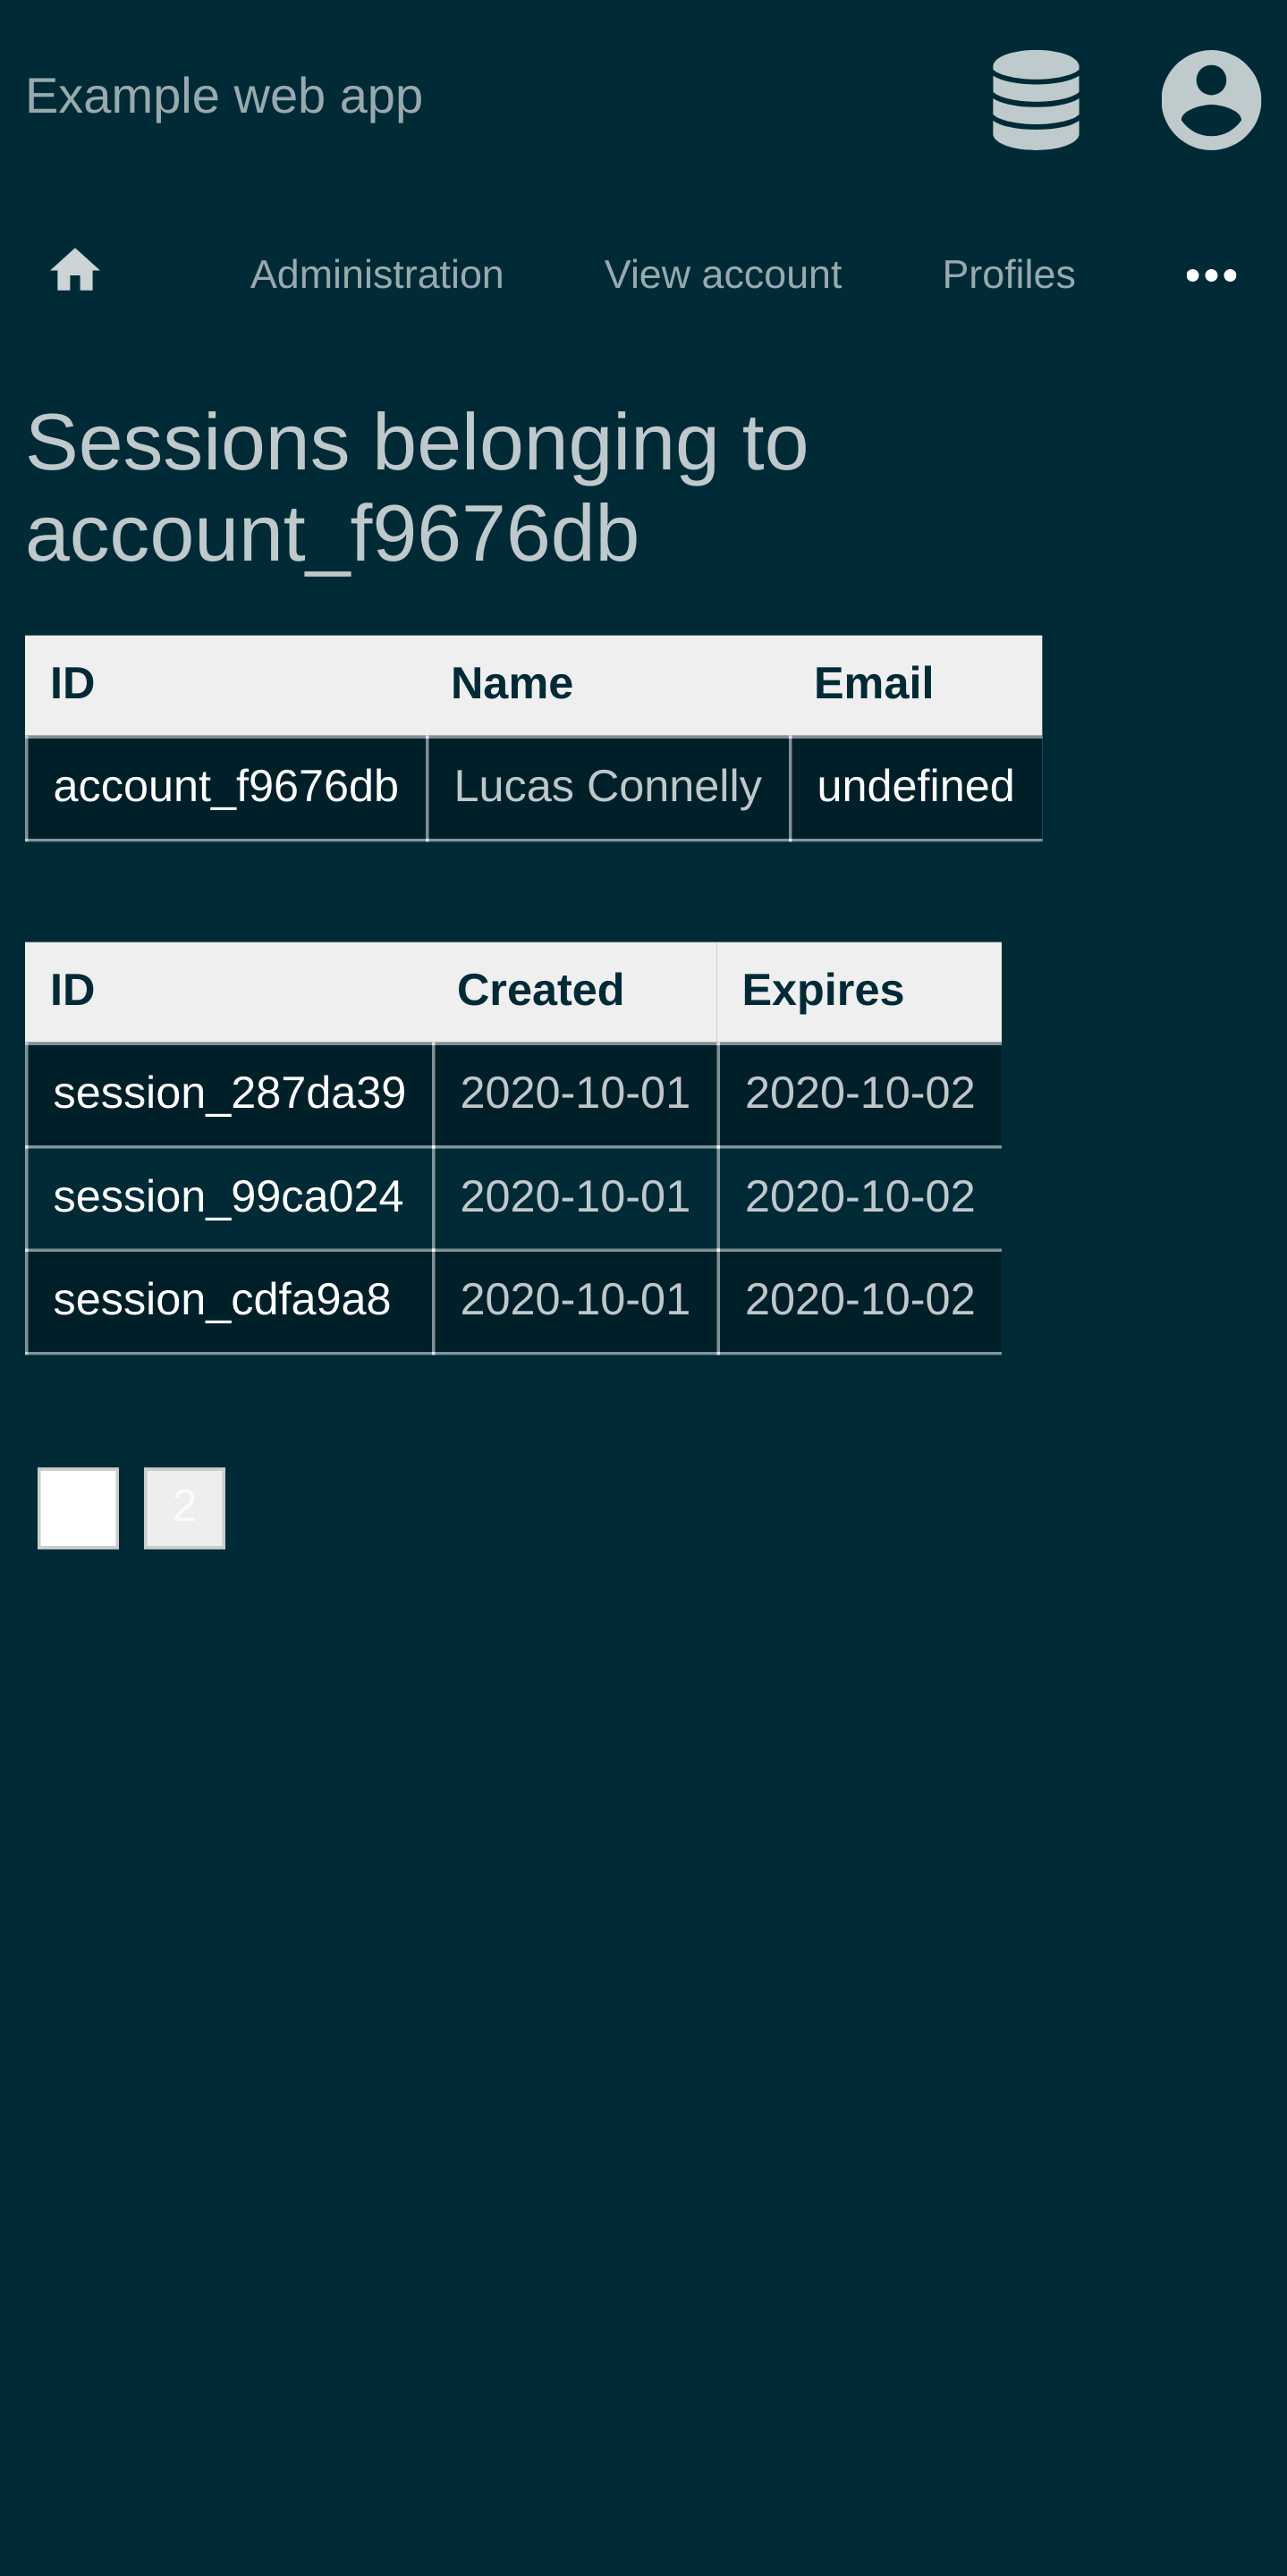 Example web app
Administration View account Profiles
Sessions belonging to
account_f9676db
ID Name Email
account_f9676db Lucas Connelly undefined
ID Created Expires
session_287da39 2020-10-01 2020-10-02
session_99ca024 2020-10-01 2020-10-02
session_cdfa9a8 2020-10-01 2020-10-02
2